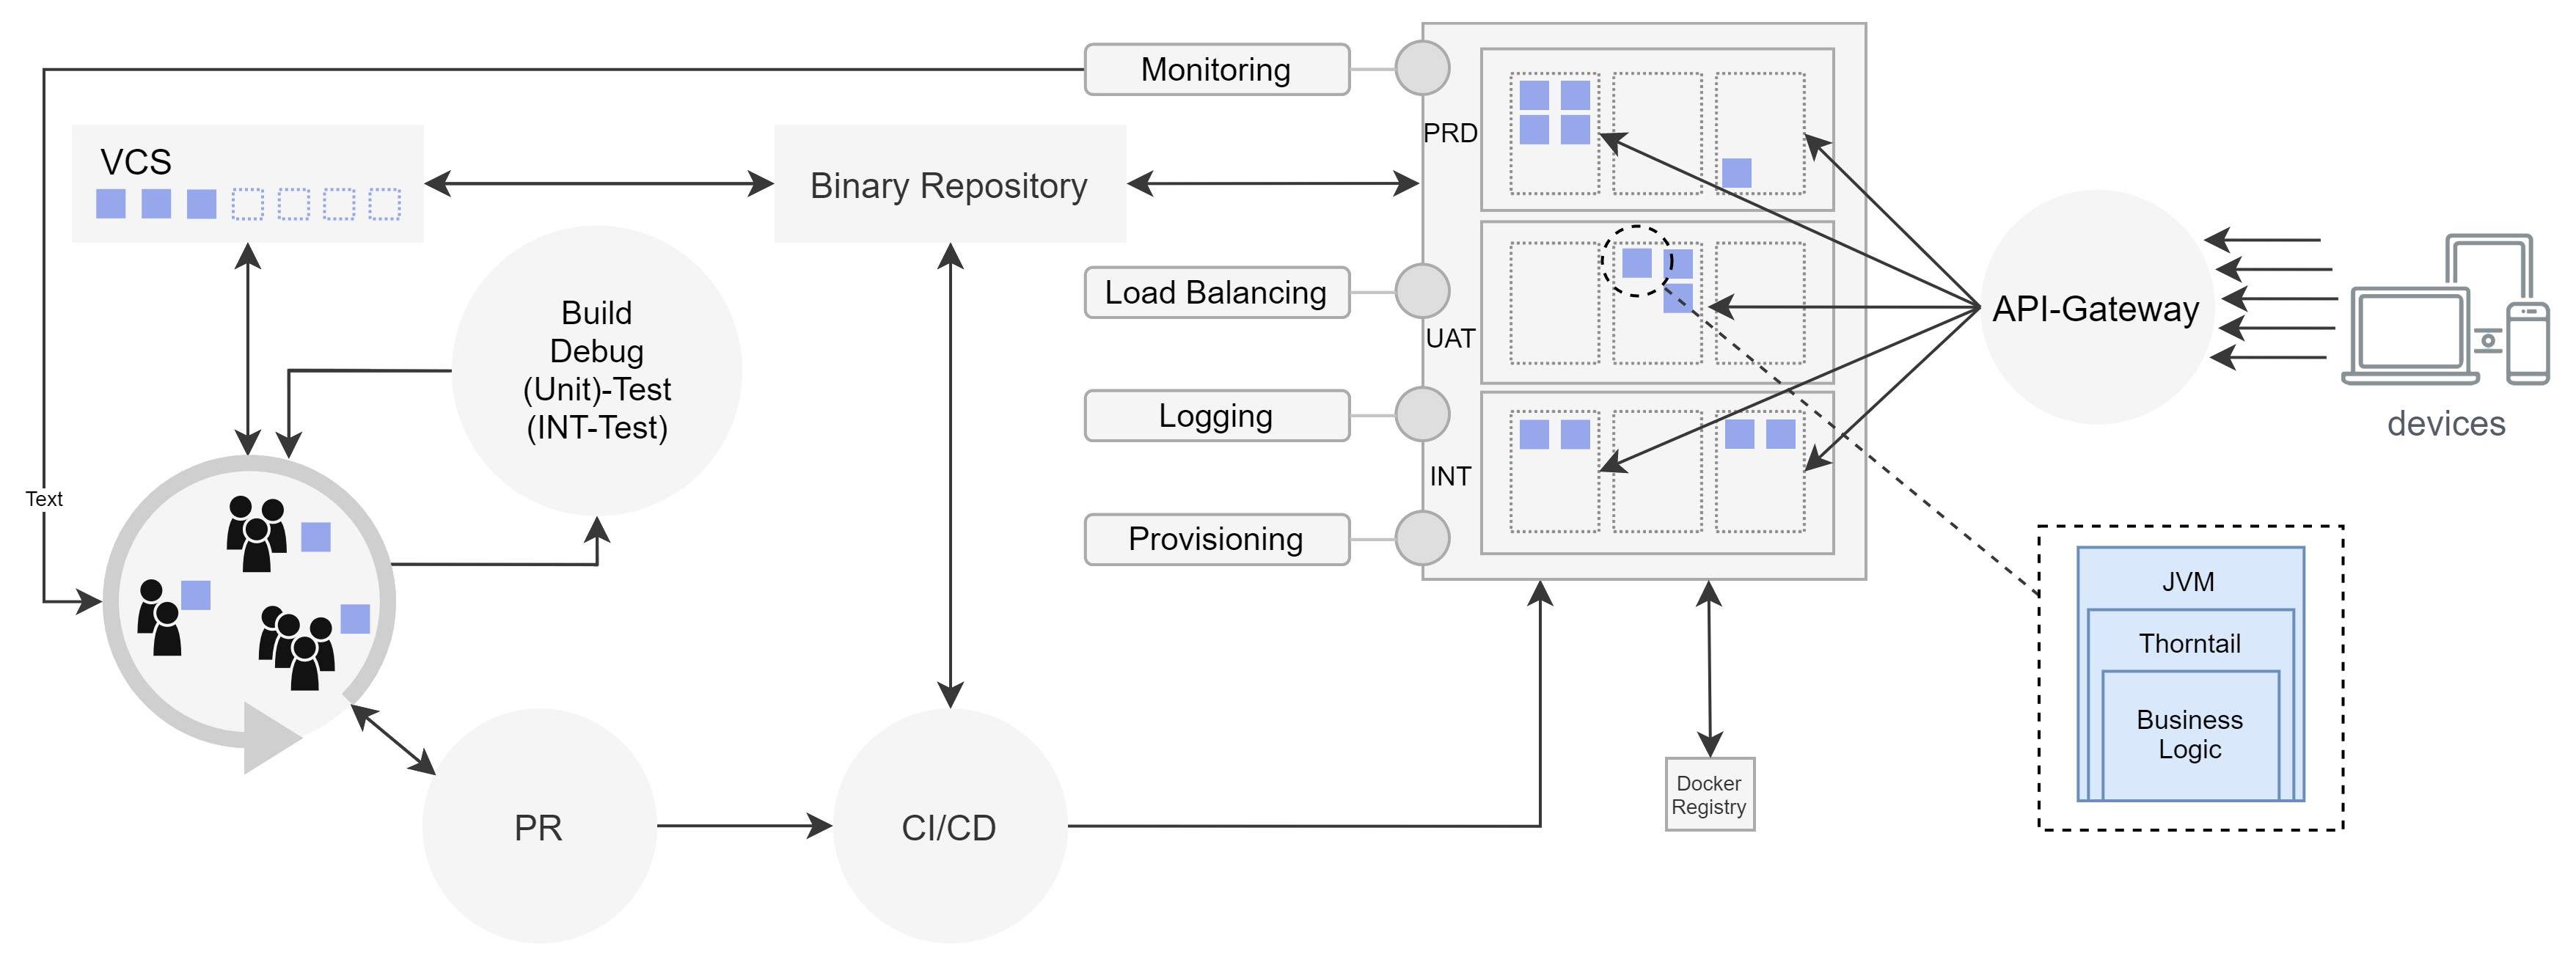 Monitoring
PRD
VCS
Binary Repository
Build
Debug
(Unit)-Test
(INT-Test)
Load Balancing
UAT
API-Gateway
devices
Logging
INT
Text
Provisioning
JVM
Thorntail
Business
Logic
Docker
Registry
PR
CI/CD